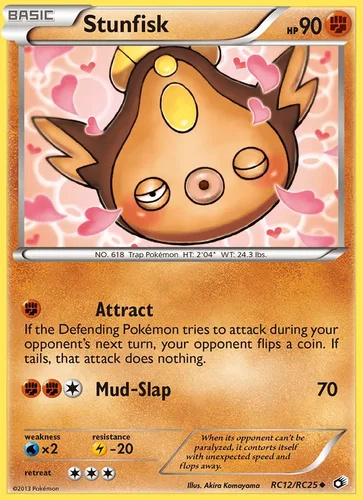 BASIC
Stunfisk
HP90
NO. 618 Trap Pokémon HT: 2'04" WT: 24.3 lbs.
Attract
If the Defending Pokémon tries to attack during your
opponent's next turn, your opponent flips a coin. If
tails, that attack does nothing.
Mud-Slap 70
weakness resistance
×2 -20
retreat
When its opponent can't be
paralyzed, it contorts itself
with unexpected speed and
flops away.
©2013 Pokémon
Illus. Akira Komayama
RC12/RC25